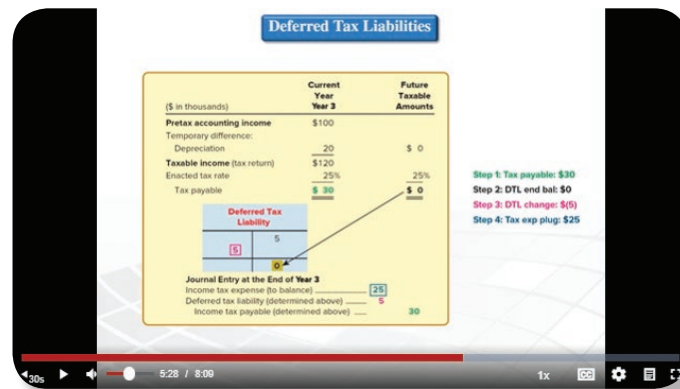 Deferred Tax Liabilities
Current Future
Year Taxable
($ in thousands) Year 3 Amounts
Pretax accounting income $100
Temporary difference:
Depreciation 20 $ 0
Taxable income (tax return) $120
Enacted tax rate 25% 25%
Tax payable $ 30 $ 0
Step 1: Tax payable: $30
Step 2: DTL end bal: $0
Step 3: DTL change: $(5)
Step 4: Tax exp plug: $25
Deferred Tax
Liability
5
5
0
Journal Entry at the End of Year 3
Income tax expense (to balance) 25
Deferred tax liability (determined above) 5
Income tax payable (determined above) 30
30s 5:28 / 8:09 1x CC